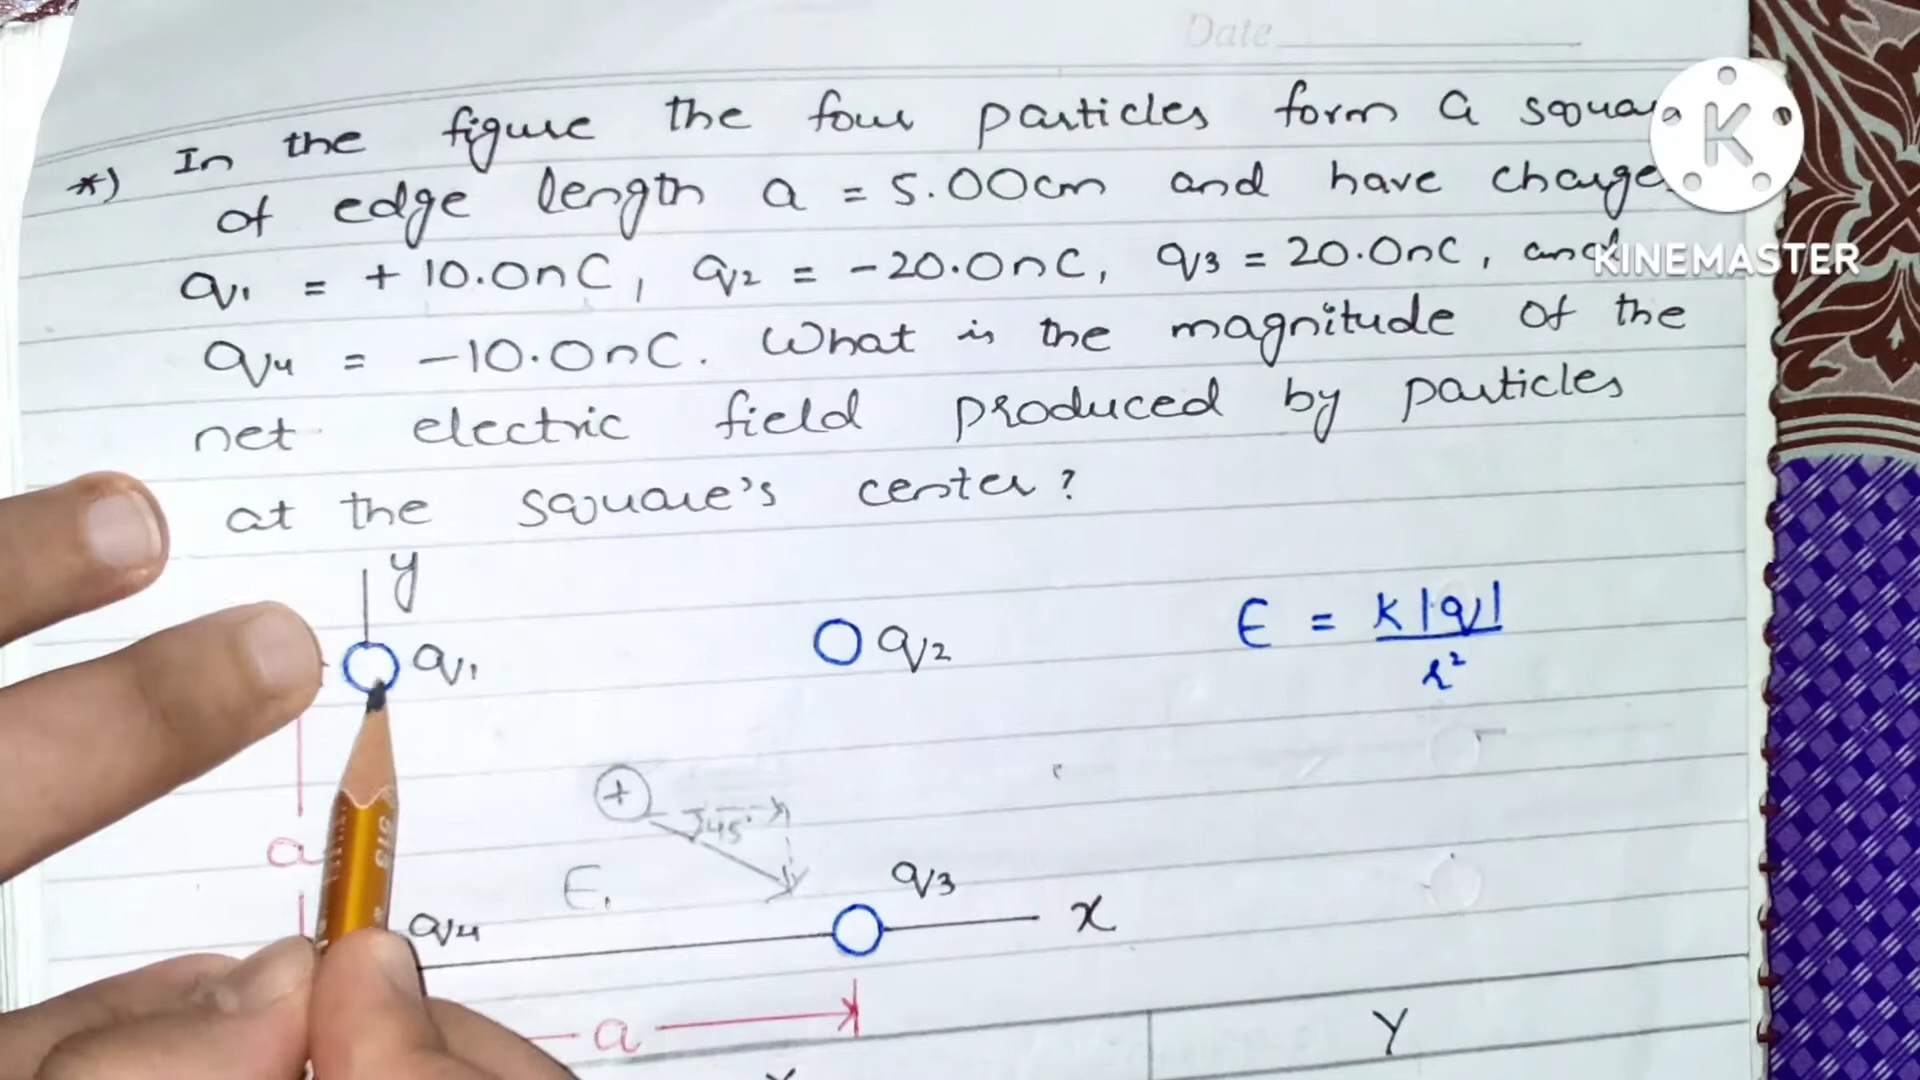 Date
*) In the figure the four particles form a squar
of edge length a = 5.00cm and have charge
q1 = +10.0nC, q2 = -20.0nC, q3 = 20.0nC, and
q4 = -10.0nC. What is the magnitude of the
net electric field produced by particles
at the square's center?
y
q1
q2
E = k|q|
r²
+
45°
a
E1
q3
q4
x
a
Y
K
KINEMASTER